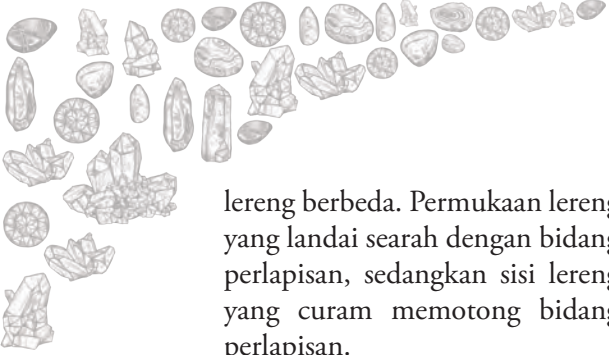 lereng berbeda. Permukaan lereng
yang landai searah dengan bidang
perlapisan, sedangkan sisi lereng
yang curam memotong bidang
perlapisan.